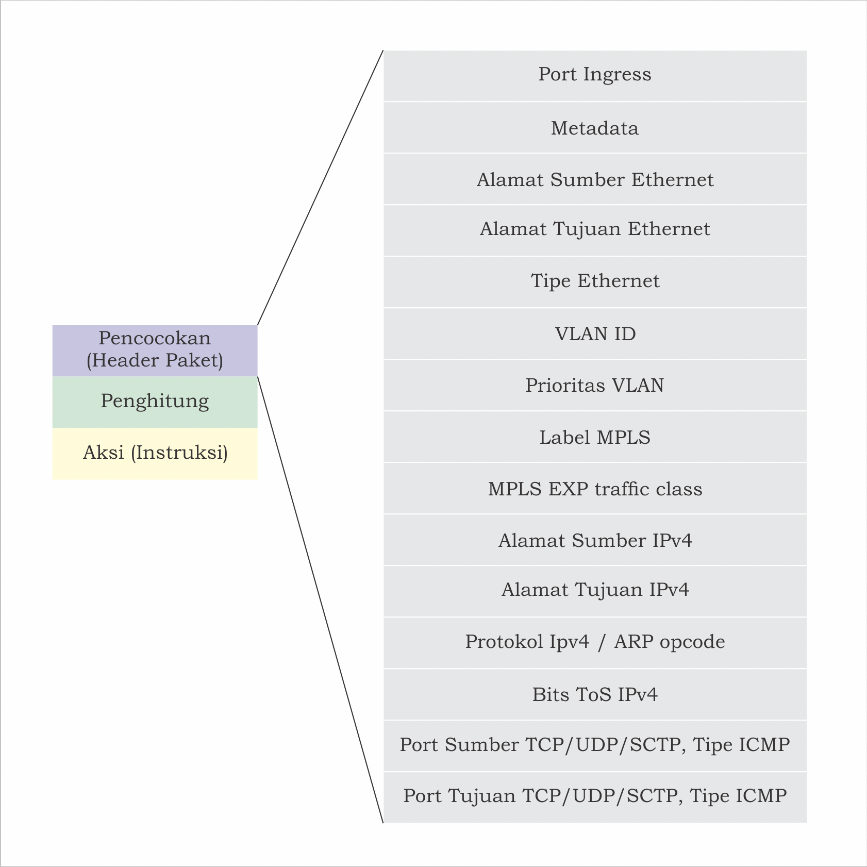 Pencocokan
(Header Paket)
Penghitung
Aksi (Instruksi)
Port Ingress
Metadata
Alamat Sumber Ethernet
Alamat Tujuan Ethernet
Tipe Ethernet
VLAN ID
Prioritas VLAN
Label MPLS
MPLS EXP traffic class
Alamat Sumber IPv4
Alamat Tujuan IPv4
Protokol Ipv4 / ARP opcode
Bits ToS IPv4
Port Sumber TCP/UDP/SCTP, Tipe ICMP
Port Tujuan TCP/UDP/SCTP, Tipe ICMP